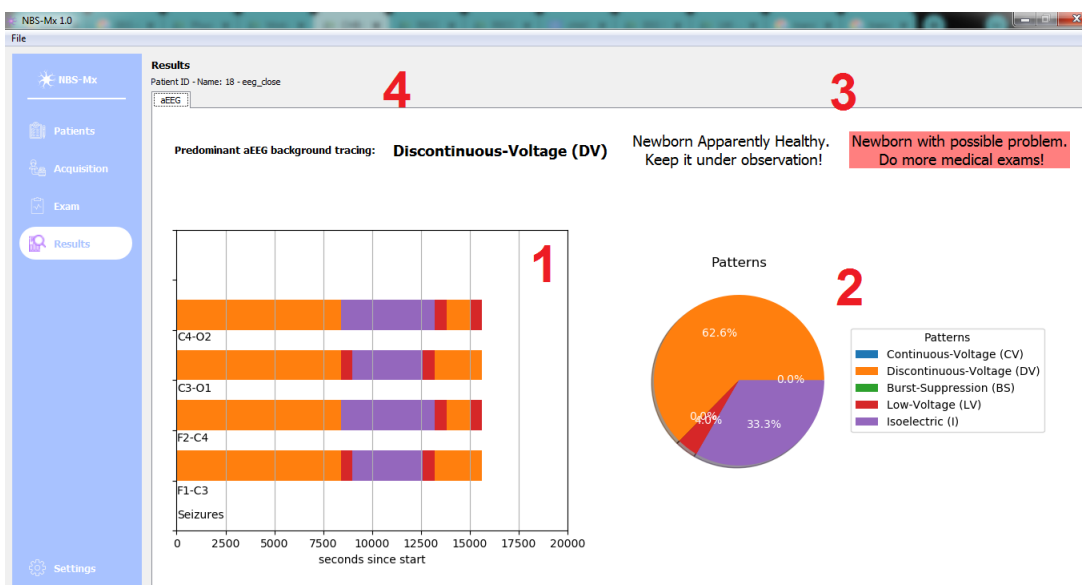 NBS-Mx 1.0
File
NBS-Mx
Patients
Acquisition
Exam
Results
Settings
Results
Patient ID - Name: 18 - eeg_close
aEEG
4
3
Predominant aEEG background tracing:
Discontinuous-Voltage (DV)
Newborn Apparently Healthy.
Keep it under observation!
Newborn with possible problem.
Do more medical exams!
1
C4-O2
C3-O1
F2-C4
F1-C3
Seizures
0 2500 5000 7500 10000 12500 15000 17500 20000
seconds since start
Patterns
2
62.6%
0.0%
0.0%
4.0%
33.3%
Patterns
Continuous-Voltage (CV)
Discontinuous-Voltage (DV)
Burst-Suppression (BS)
Low-Voltage (LV)
Isoelectric (I)